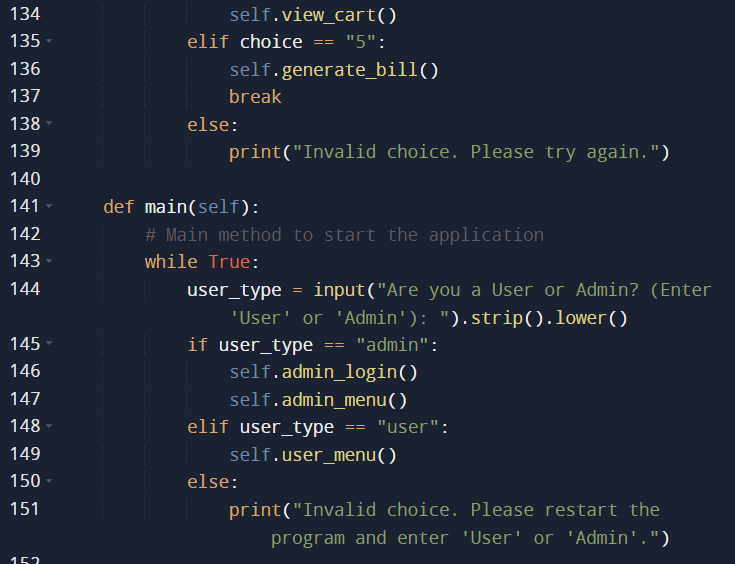 134 self.view_cart()
135 elif choice == "5":
136 self.generate_bill()
137 break
138 else:
139 print("Invalid choice. Please try again.")
140
141 def main(self):
142 # Main method to start the application
143 while True:
144 user_type = input("Are you a User or Admin? (Enter
'User' or 'Admin'): ").strip().lower()
145 if user_type == "admin":
146 self.admin_login()
147 self.admin_menu()
148 elif user_type == "user":
149 self.user_menu()
150 else:
151 print("Invalid choice. Please restart the
program and enter 'User' or 'Admin'.")
152